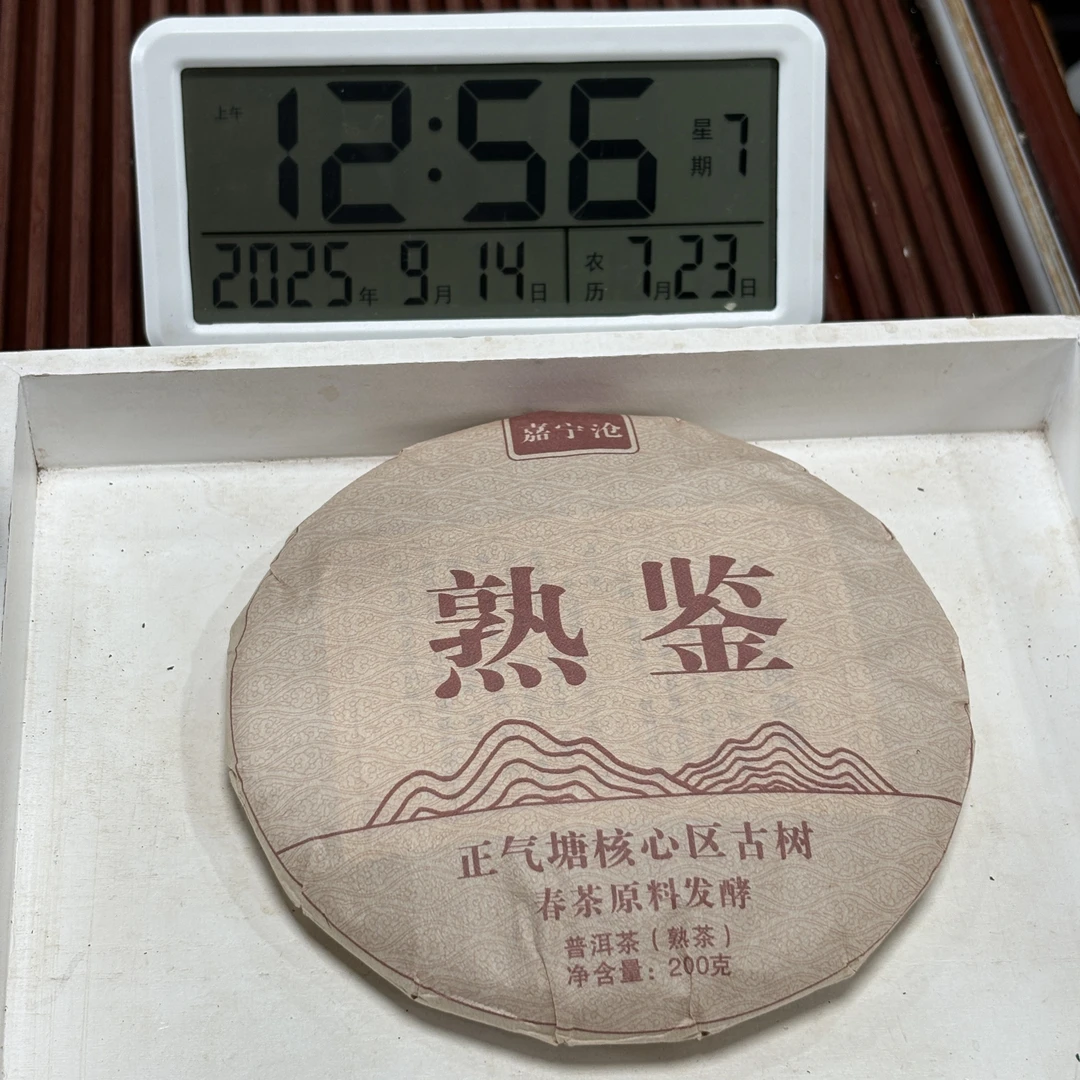 上午 12:56 星期 7
2025年 9月 14日 农历 7月23日
嘉宁沧
熟鉴
正气塘核心区古树
春茶原料发酵
普洱茶（熟茶）
净含量：200克